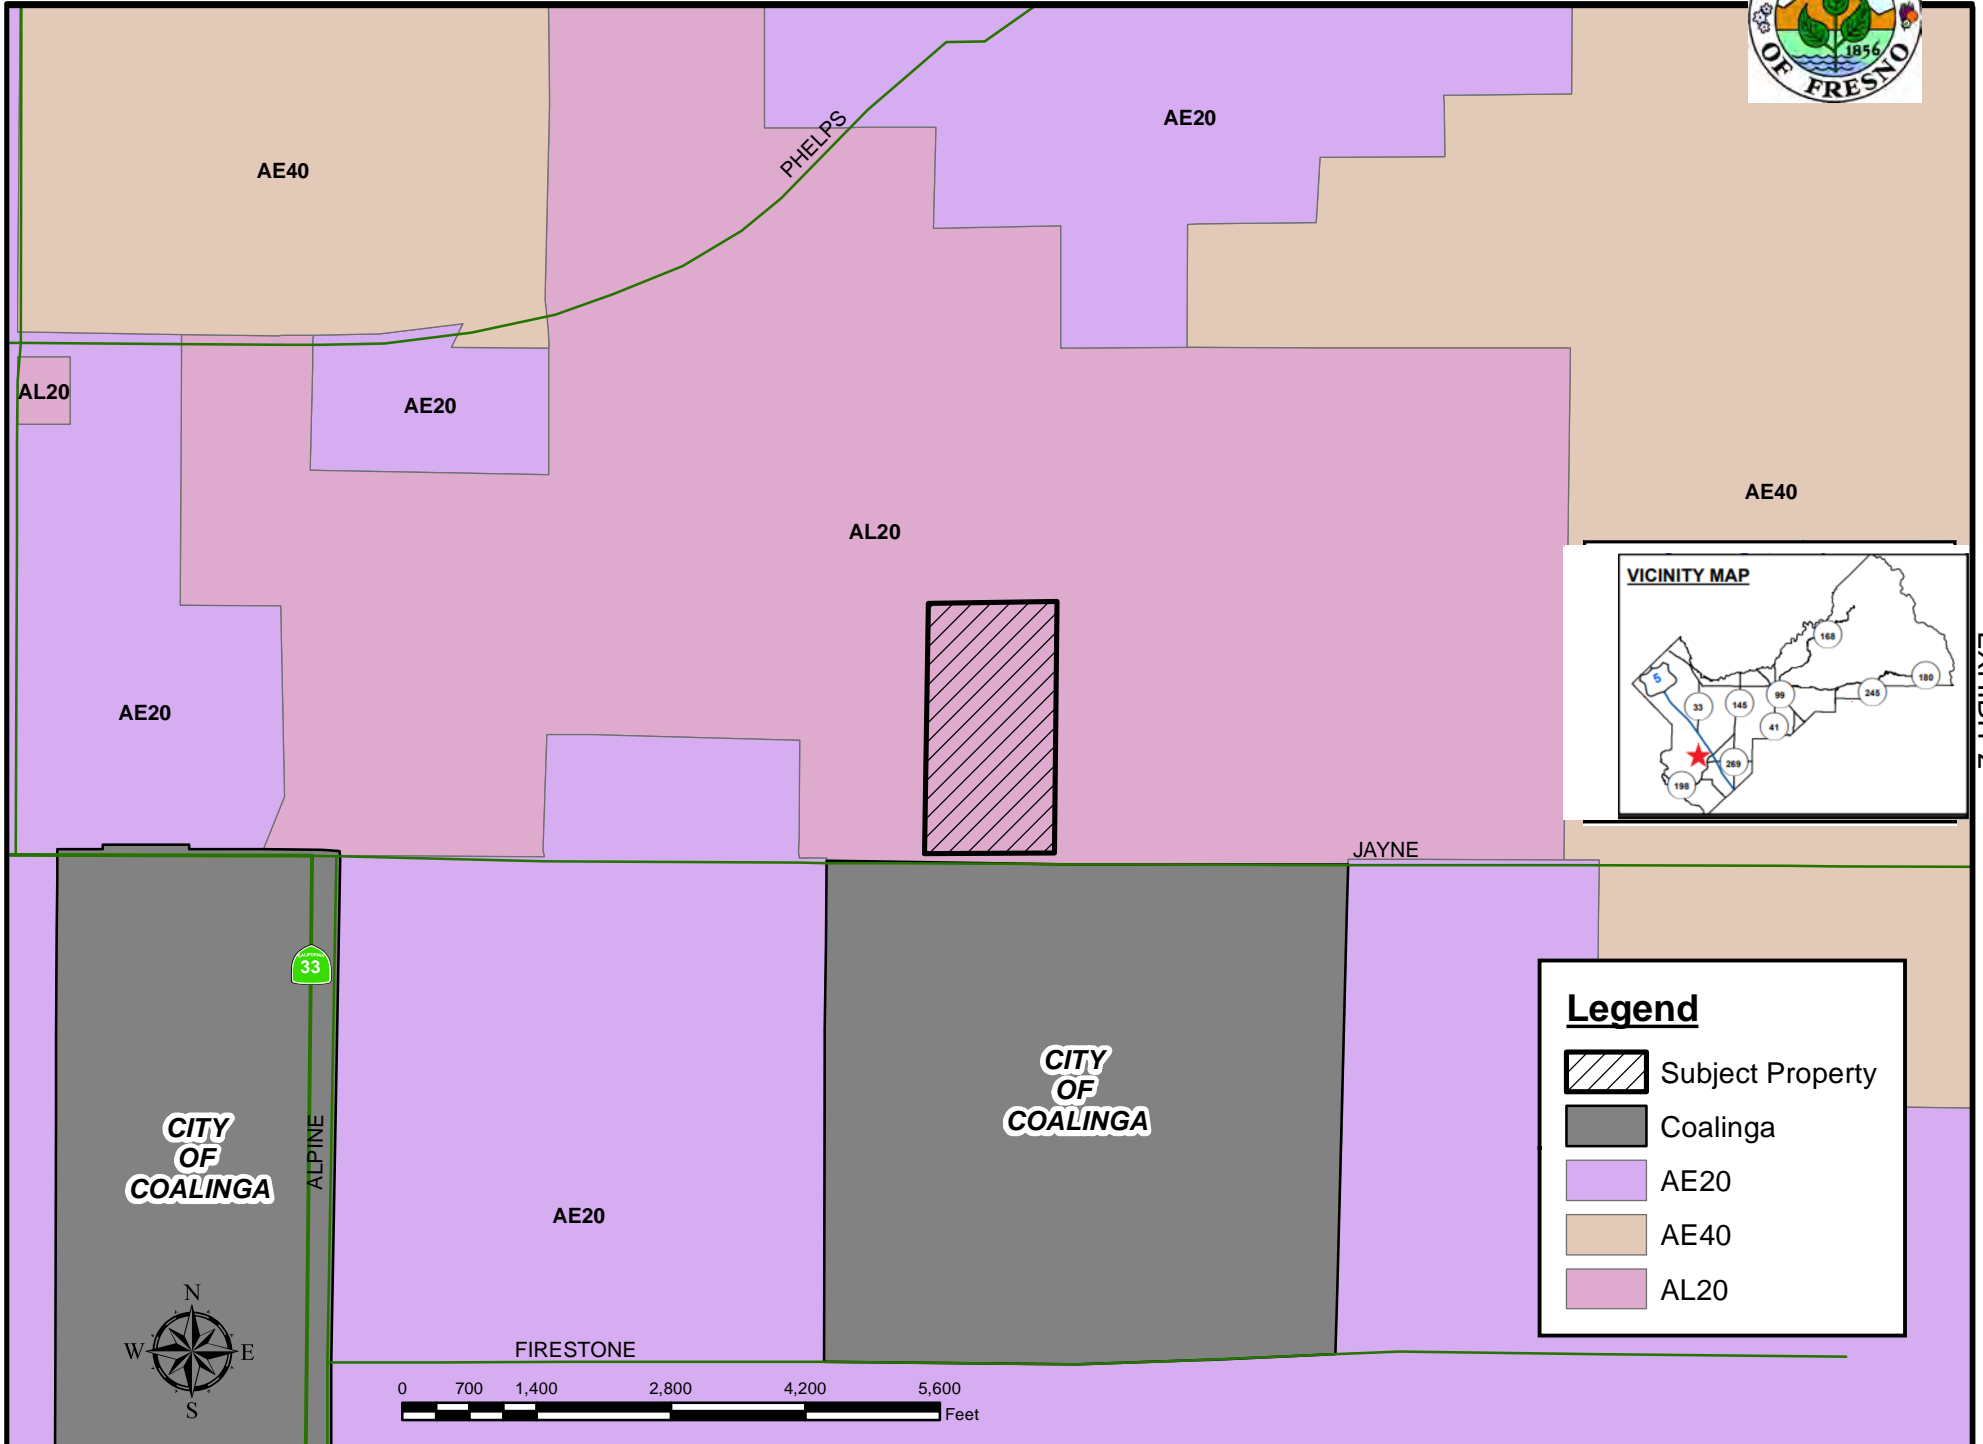 1856
OF FRESNO
AE20
PHELPS
AE40
AL20
AE20
AE40
AL20
VICINITY MAP
168
5
180
245
99
33
145
41
269
198
AE20
JAYNE
CALIFORNIA
33
Legend
Subject Property
Coalinga
AE20
AE40
AL20
CITY
OF
COALINGA
CITY
OF
COALINGA
ALPINE
AE20
FIRESTONE
N
W E
S
0 700 1,400 2,800 4,200 5,600
Feet